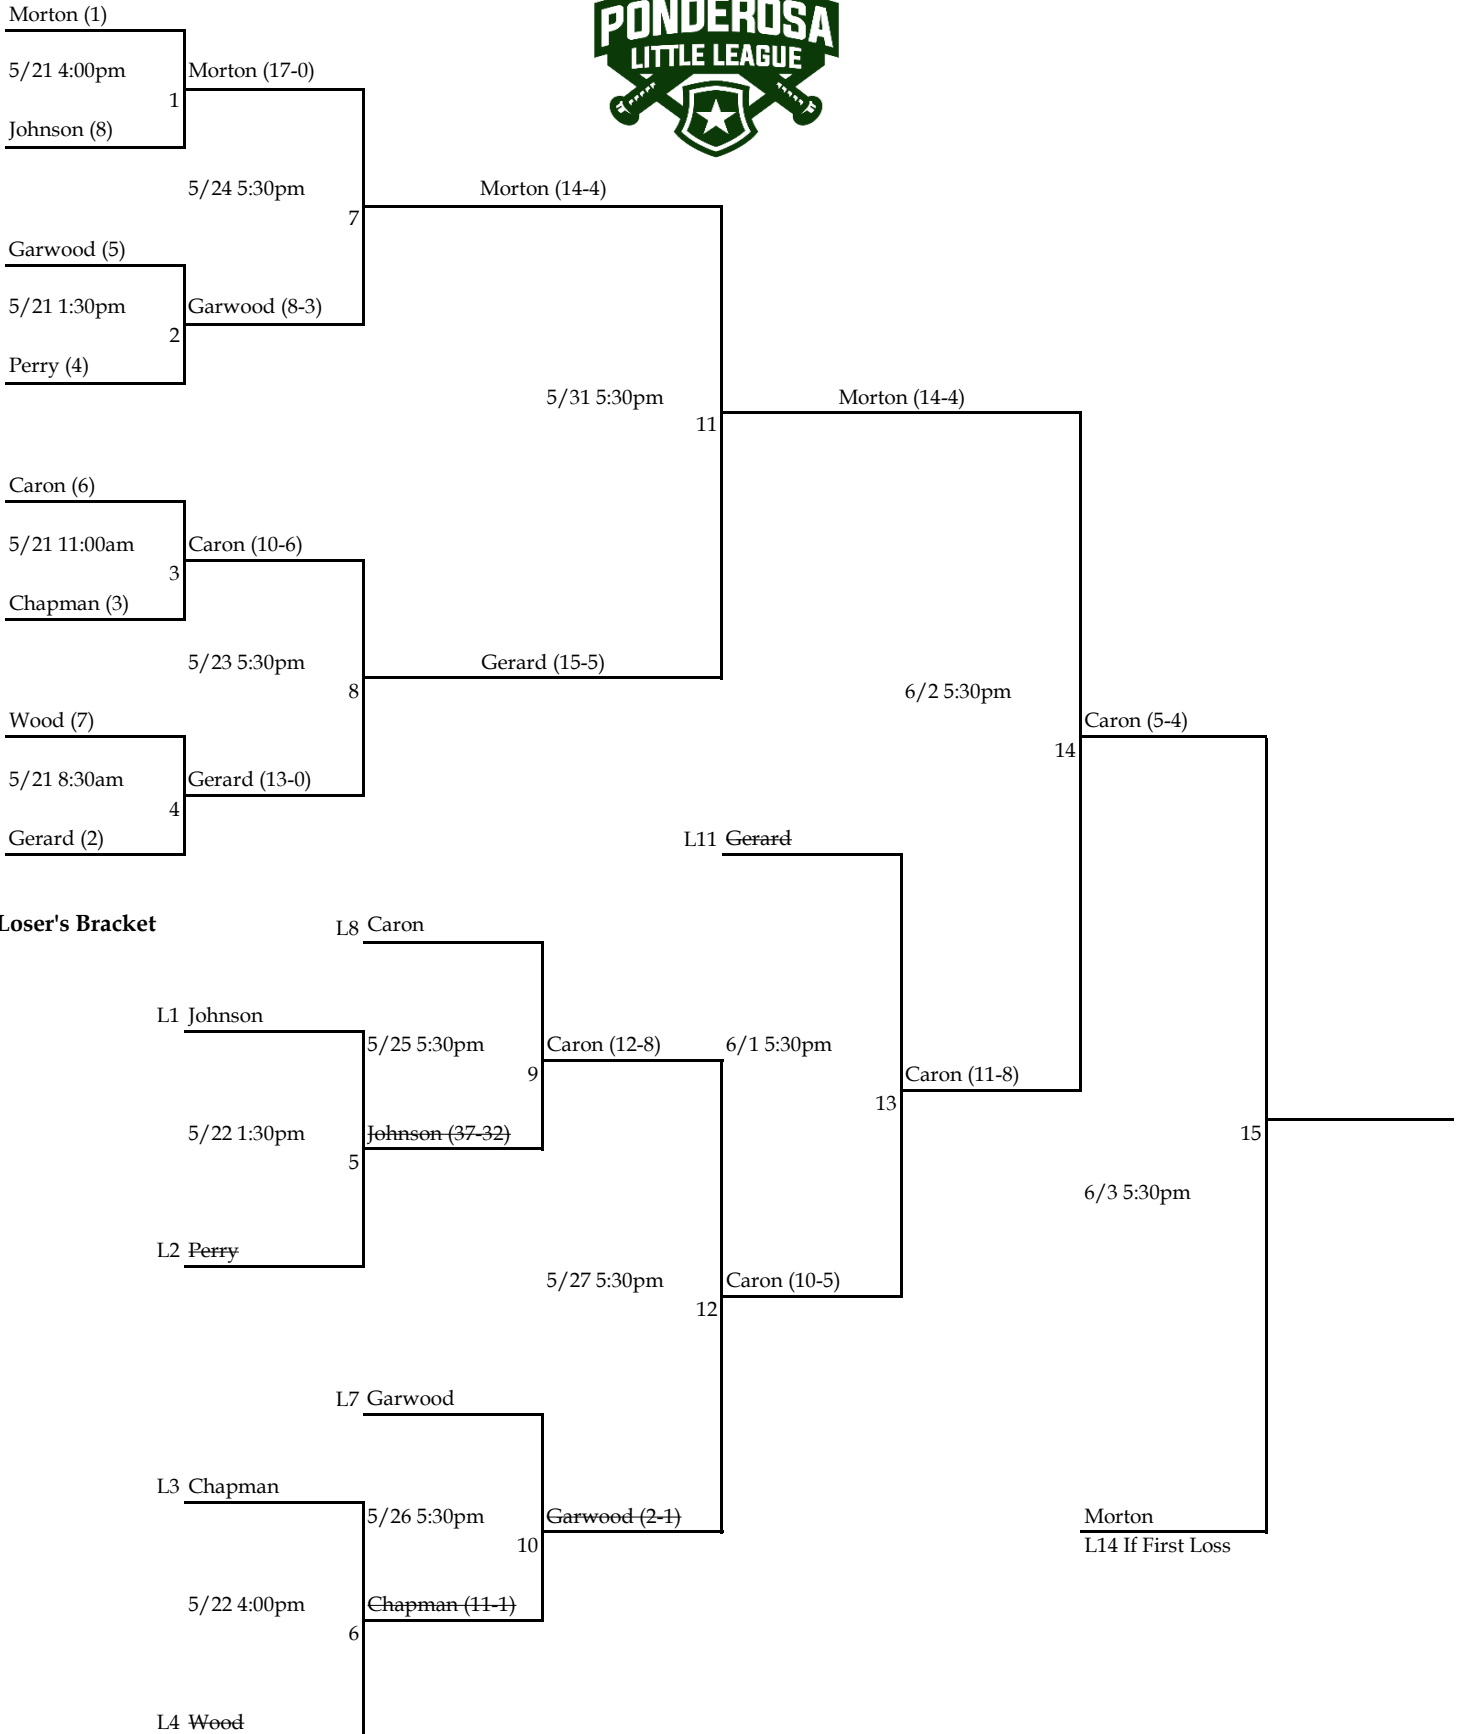 PONDEROSA
LITTLE LEAGUE
Morton (1)
5/21 4:00pm
Morton (17-0)
1
Johnson (8)
5/24 5:30pm
Morton (14-4)
7
Garwood (5)
5/21 1:30pm
Garwood (8-3)
2
Perry (4)
5/31 5:30pm
Morton (14-4)
11
Caron (6)
5/21 11:00am
Caron (10-6)
3
Chapman (3)
5/23 5:30pm
Gerard (15-5)
8
6/2 5:30pm
Wood (7)
Caron (5-4)
14
5/21 8:30am
Gerard (13-0)
4
Gerard (2)
L11 Gerard
Loser's Bracket
L8 Caron
L1 Johnson
5/25 5:30pm
Caron (12-8)
6/1 5:30pm
9
Caron (11-8)
13
5/22 1:30pm
Johnson (37-32)
15
5
6/3 5:30pm
L2 Perry
5/27 5:30pm
Caron (10-5)
12
L7 Garwood
L3 Chapman
5/26 5:30pm
Garwood (2-1)
Morton
10
L14 If First Loss
5/22 4:00pm
Chapman (11-1)
6
L4 Wood